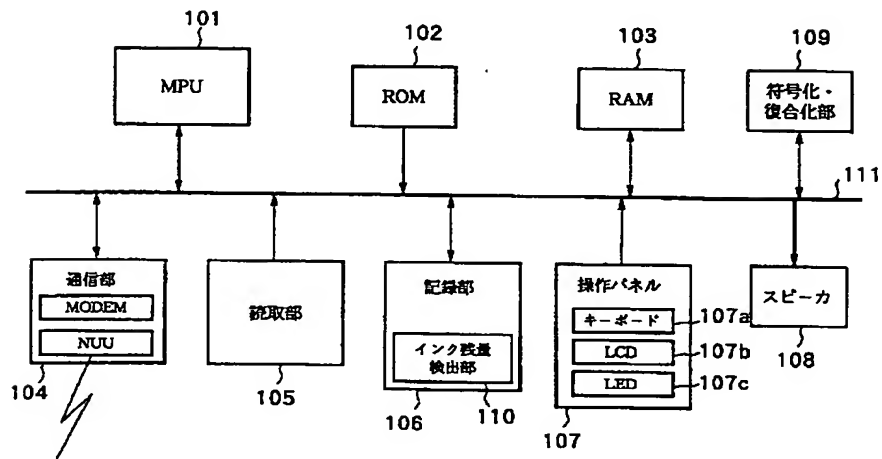 101
MPU
102
ROM
103
RAM
109
符号化・
復合化部
111
通信部
MODEM
NUU
104
読取部
105
記録部
インク残量
検出部
106
110
操作パネル
キーボード
107a
LCD
107b
LED
107c
107
スピーカ
108